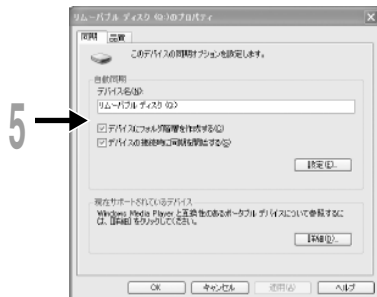 リムーバブル ディスク (G:)のプロパティ
同期 品質
このデバイスの同期オプションを設定します。
自動同期
デバイス名(N):
リムーバブル ディスク (G:)
5
デバイスにフォルダ階層を作成する(C)
デバイスの接続時に同期を開始する(S)
設定(E)...
現在サポートされているデバイス
Windows Media Player と互換性のあるポータブル デバイスについて参照するに
は、[詳細] をクリックしてください。
詳細(D)...
OK キャンセル 適用(A) ヘルプ